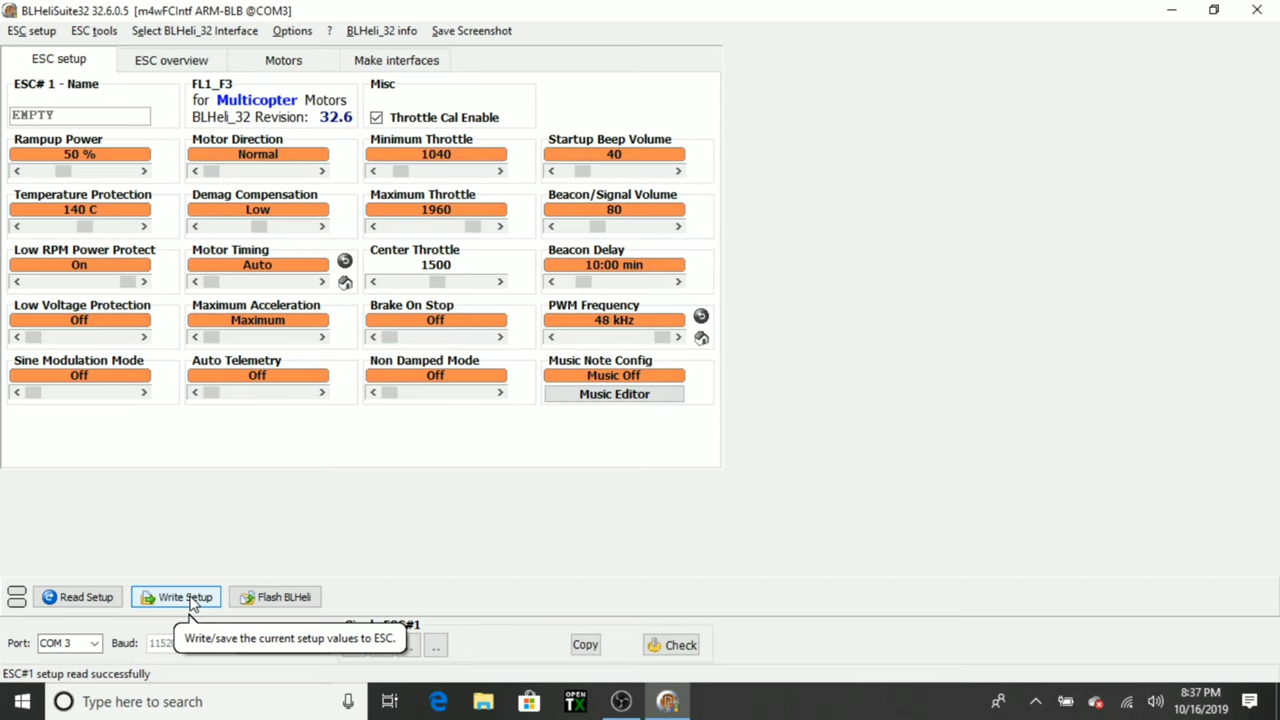 BLHeliSuite32 32.6.0.5 [m4wFCIntf ARM-BLB @COM3]
ESC setup ESC tools Select BLHeli_32 Interface Options ? BLHeli_32 info Save Screenshot
ESC setup ESC overview Motors Make interfaces
ESC# 1 - Name FL1_F3 Misc
for Multicopter Motors
EMPTY BLHeli_32 Revision: 32.6 Throttle Cal Enable
Rampup Power Motor Direction Minimum Throttle Startup Beep Volume
50 % Normal 1040 40
Temperature Protection Demag Compensation Maximum Throttle Beacon/Signal Volume
140 C Low 1960 80
Low RPM Power Protect Motor Timing Center Throttle Beacon Delay
On Auto 1500 10:00 min
Low Voltage Protection Maximum Acceleration Brake On Stop PWM Frequency
Off Maximum Off 48 kHz
Sine Modulation Mode Auto Telemetry Non Damped Mode Music Note Config
Off Off Off Music Off
Music Editor
Read Setup Write Setup Flash BLHeli
Port: COM 3 Baud: Write/save the current setup values to ESC. .. Copy Check
ESC#1 setup read successfully
Type here to search OPEN TX 8:37 PM
10/16/2019